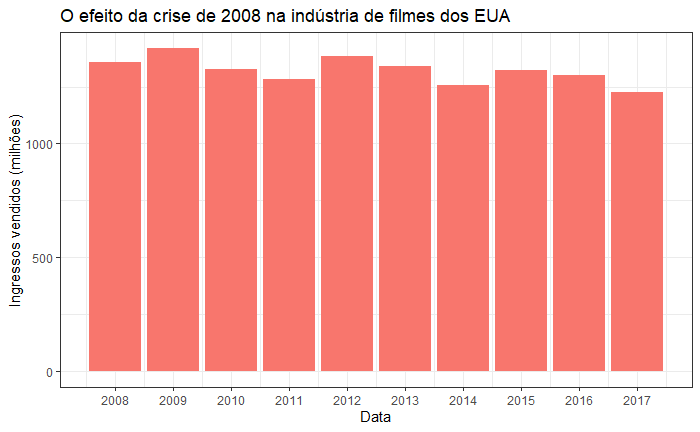 O efeito da crise de 2008 na indústria de filmes dos EUA
Ingressos vendidos (milhões)
1000
500
0
2008 2009 2010 2011 2012 2013 2014 2015 2016 2017
Data